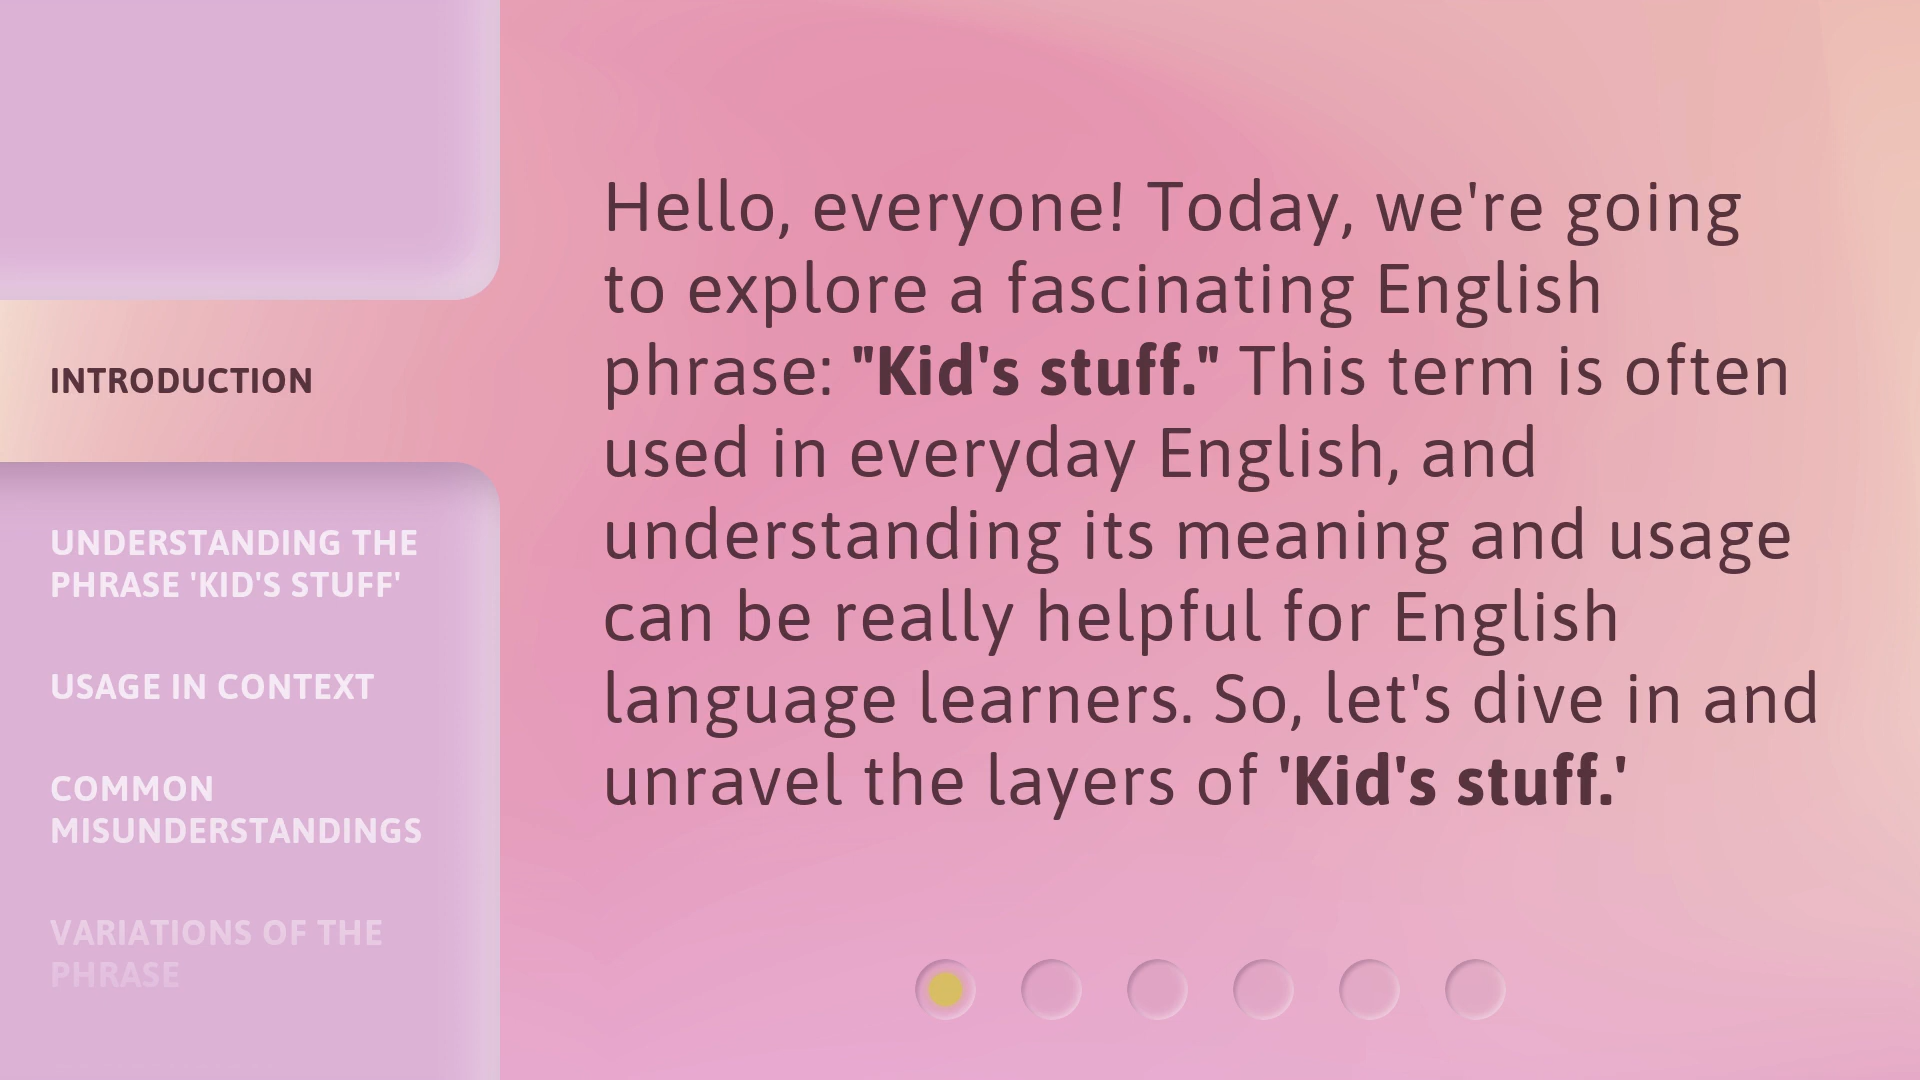 INTRODUCTION
UNDERSTANDING THE
PHRASE 'KID'S STUFF'
USAGE IN CONTEXT
COMMON
MISUNDERSTANDINGS
VARIATIONS OF THE
PHRASE
Hello, everyone! Today, we're going
to explore a fascinating English
phrase: "Kid's stuff." This term is often
used in everyday English, and
understanding its meaning and usage
can be really helpful for English
language learners. So, let's dive in and
unravel the layers of 'Kid's stuff.'